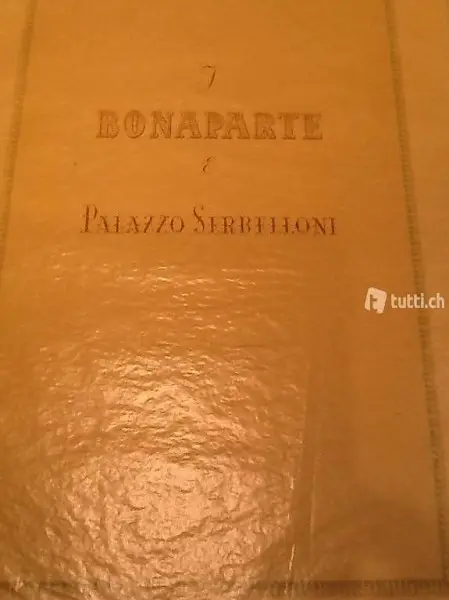 I
BONAPARTE
E
PALAZZO SERBELLONI
tutti.ch